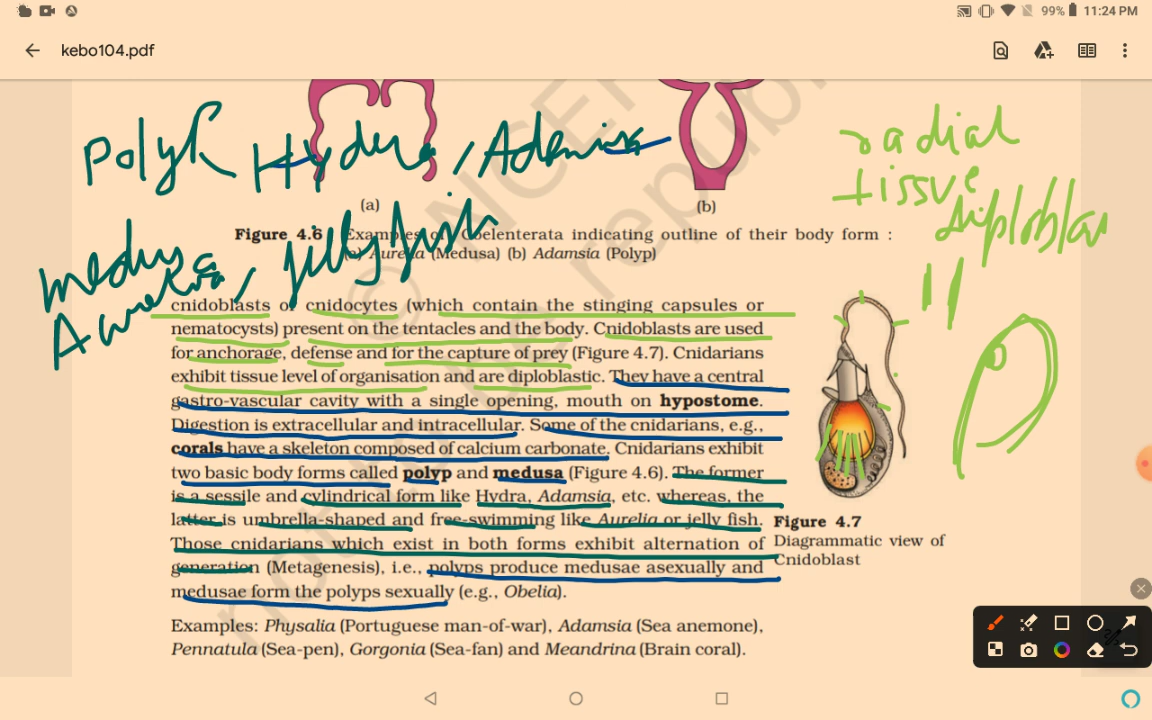 99% 11:24 PM
kebo104.pdf
Polyp Hydra, Adamsia
radial
tissue
diploblas
(a) (b)
Figure 4.6 Examples of Coelenterata indicating outline of their body form :
(a) Aurelia (Medusa) (b) Adamsia (Polyp)
medusa
Aurelia, jellyfish
cnidoblasts or cnidocytes (which contain the stinging capsules or
nematocysts) present on the tentacles and the body. Cnidoblasts are used
for anchorage, defense and for the capture of prey (Figure 4.7). Cnidarians
exhibit tissue level of organisation and are diploblastic. They have a central
gastro-vascular cavity with a single opening, mouth on hypostome.
Digestion is extracellular and intracellular. Some of the cnidarians, e.g.,
corals have a skeleton composed of calcium carbonate. Cnidarians exhibit
two basic body forms called polyp and medusa (Figure 4.6). The former
is a sessile and cylindrical form like Hydra, Adamsia, etc. whereas, the
latter is umbrella-shaped and free-swimming like Aurelia or jelly fish.
Those cnidarians which exist in both forms exhibit alternation of
generation (Metagenesis), i.e., polyps produce medusae asexually and
medusae form the polyps sexually (e.g., Obelia).
Figure 4.7
Diagrammatic view of
Cnidoblast
Examples: Physalia (Portuguese man-of-war), Adamsia (Sea anemone),
Pennatula (Sea-pen), Gorgonia (Sea-fan) and Meandrina (Brain coral).